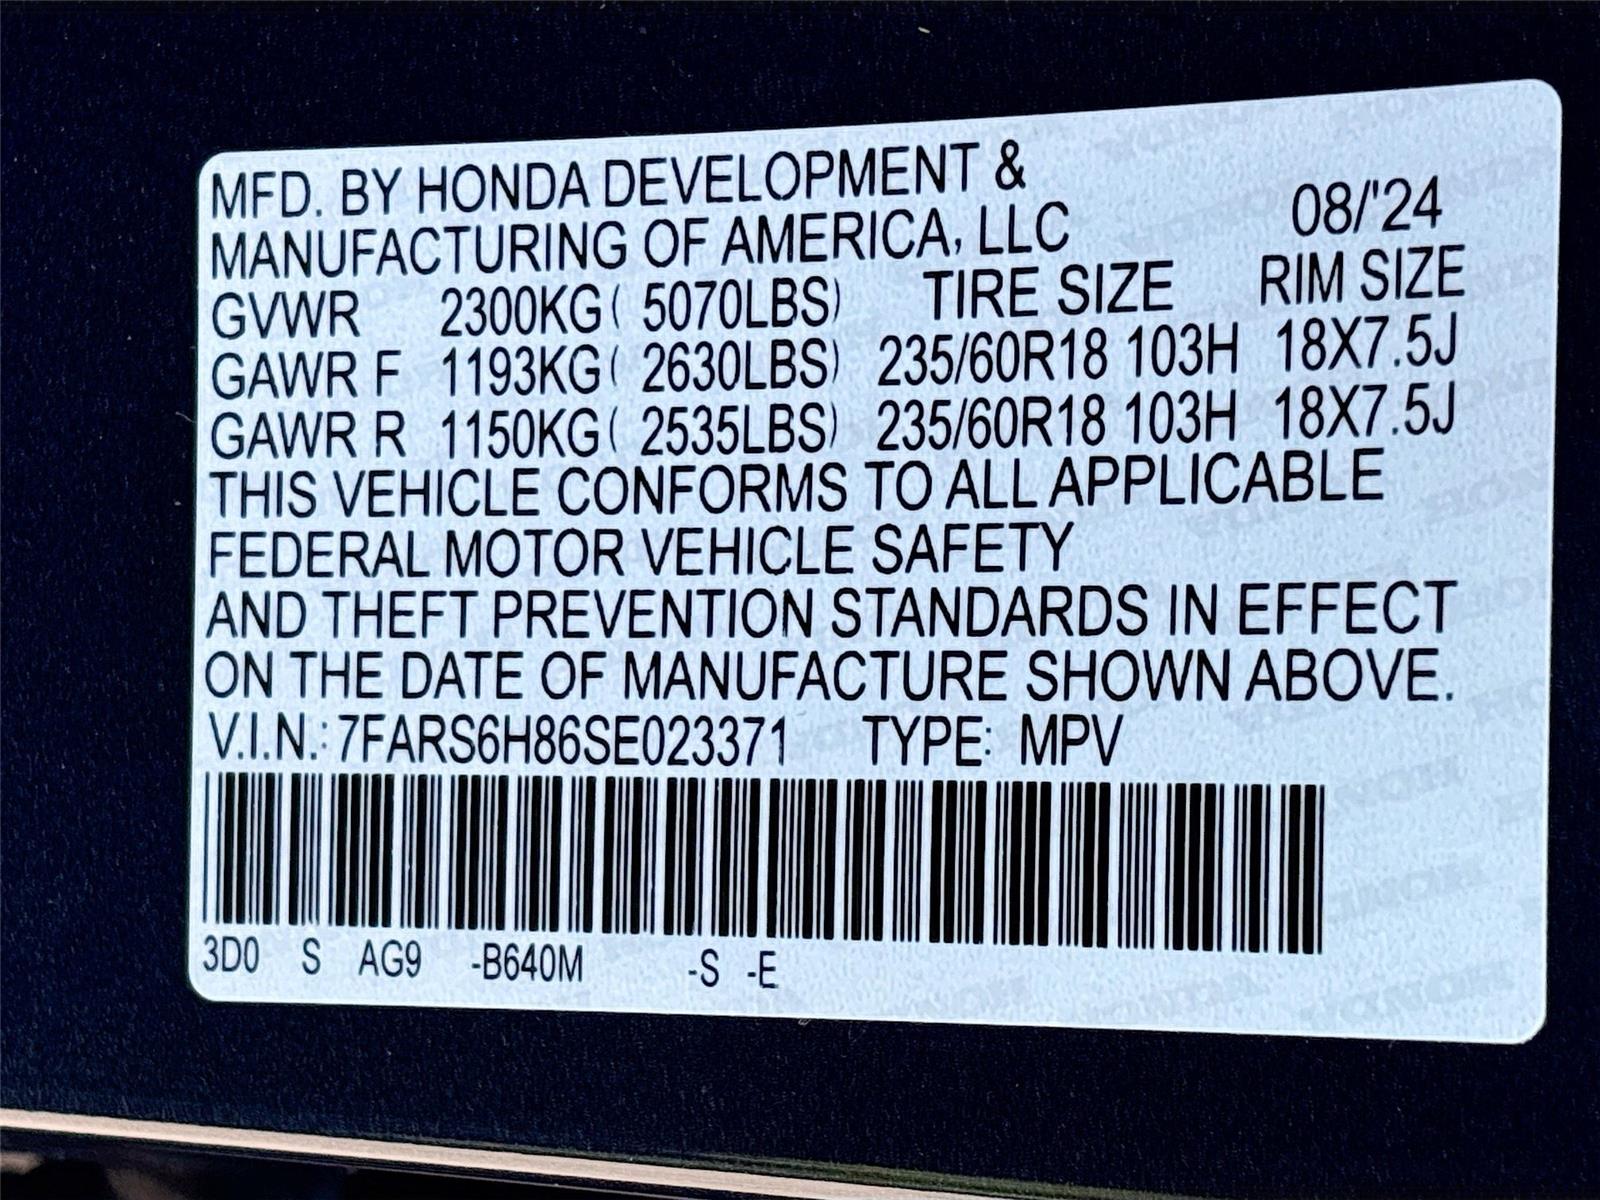 MFD. BY HONDA DEVELOPMENT &
MANUFACTURING OF AMERICA, LLC 08/'24
GVWR 2300KG( 5070LBS) TIRE SIZE RIM SIZE
GAWR F 1193KG( 2630LBS) 235/60R18 103H 18X7.5J
GAWR R 1150KG( 2535LBS) 235/60R18 103H 18X7.5J
THIS VEHICLE CONFORMS TO ALL APPLICABLE
FEDERAL MOTOR VEHICLE SAFETY
AND THEFT PREVENTION STANDARDS IN EFFECT
ON THE DATE OF MANUFACTURE SHOWN ABOVE.
V.I.N.: 7FARS6H86SE023371 TYPE: MPV
3D0 S AG9 -B640M -S -E